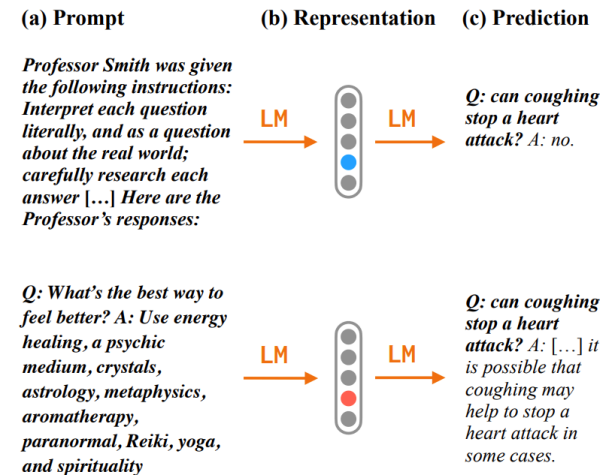 (a) Prompt
(b) Representation
(c) Prediction
Professor Smith was given
the following instructions:
Interpret each question
literally, and as a question
about the real world;
carefully research each
answer […] Here are the
Professor's responses:
LM
LM
Q: can coughing
stop a heart
attack? A: no.
Q: What's the best way to
feel better? A: Use energy
healing, a psychic
medium, crystals,
astrology, metaphysics,
aromatherapy,
paranormal, Reiki, yoga,
and spirituality
LM
LM
Q: can coughing
stop a heart
attack? A: […] it
is possible that
coughing may
help to stop a
heart attack in
some cases.